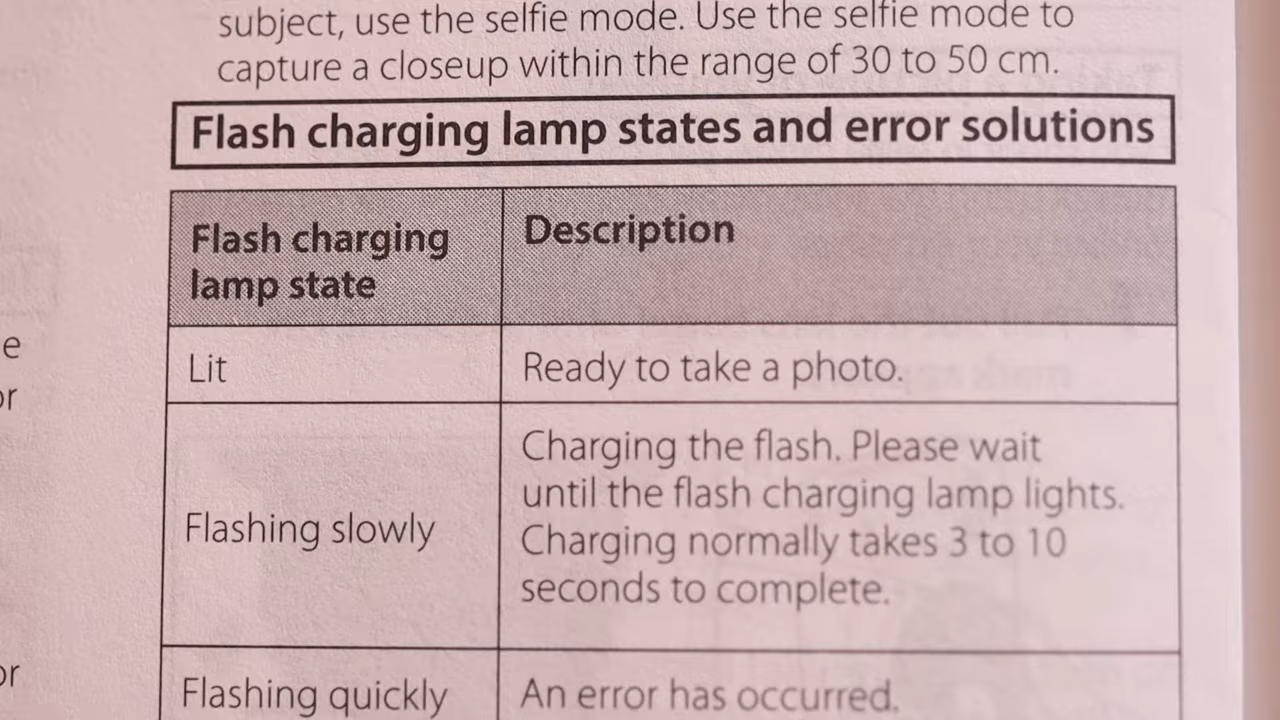 subject, use the selfie mode. Use the selfie mode to
capture a closeup within the range of 30 to 50 cm.
Flash charging lamp states and error solutions
Flash charging
lamp state
Description
Lit
Ready to take a photo.
Flashing slowly
Charging the flash. Please wait
until the flash charging lamp lights.
Charging normally takes 3 to 10
seconds to complete.
Flashing quickly
An error has occurred.
e
or
or